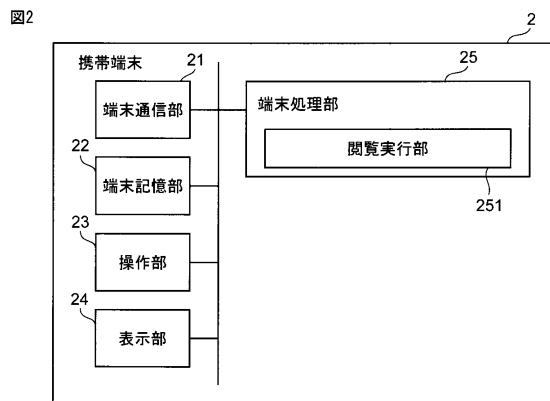 図2
2
携帯端末
21
端末通信部
25
端末処理部
閲覧実行部
251
22
端末記憶部
23
操作部
24
表示部